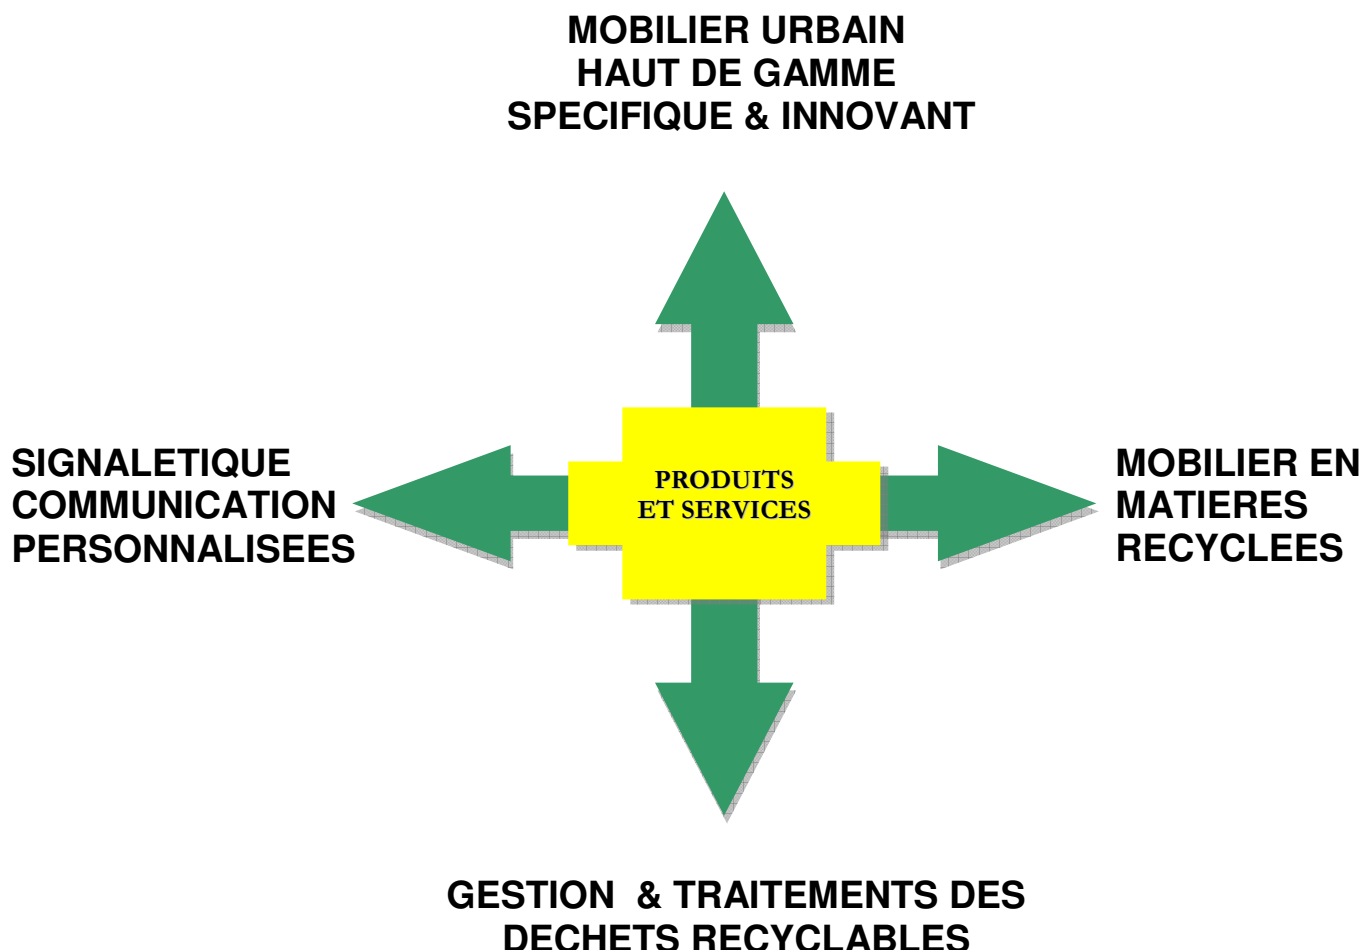 MOBILIER URBAIN
HAUT DE GAMME
SPECIFIQUE & INNOVANT
SIGNALETIQUE
COMMUNICATION
PERSONNALISEES
PRODUITS
ET SERVICES
MOBILIER EN
MATIERES
RECYCLEES
GESTION & TRAITEMENTS DES
DECHETS RECYCLABLES